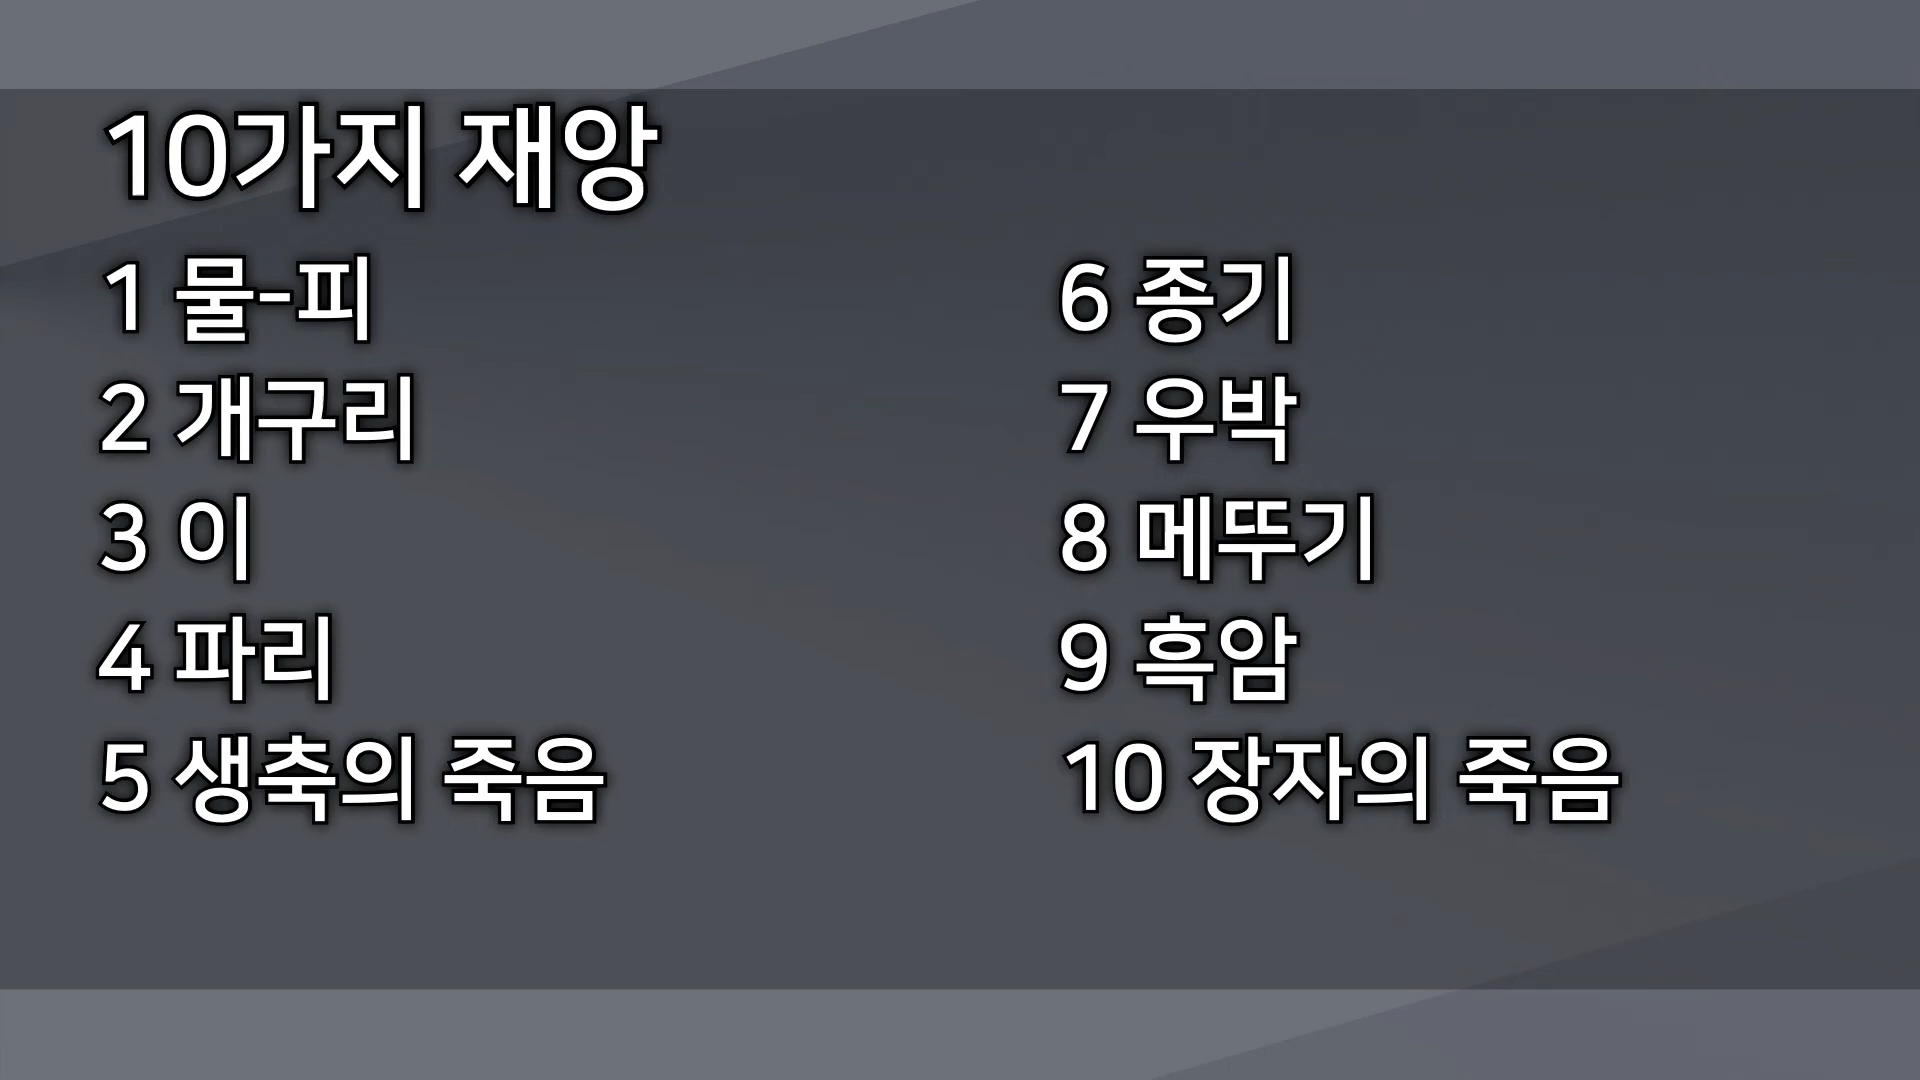 10가지 재앙
1 물-피
2 개구리
3 이
4 파리
5 생축의 죽음
6 종기
7 우박
8 메뚜기
9 흑암
10 장자의 죽음